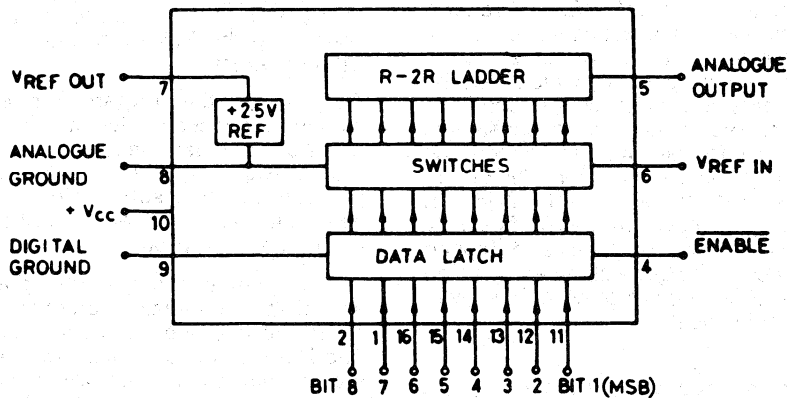 R-2R LADDER
VREF OUT
7
5
ANALOGUE
OUTPUT
+2·5V
REF
ANALOGUE
GROUND
8
SWITCHES
6
VREF IN
+ VCC
10
DIGITAL
GROUND
9
DATA LATCH
4
ENABLE
2 1 16 15 14 13 12 11
BIT 8 7 6 5 4 3 2 BIT 1 (MSB)